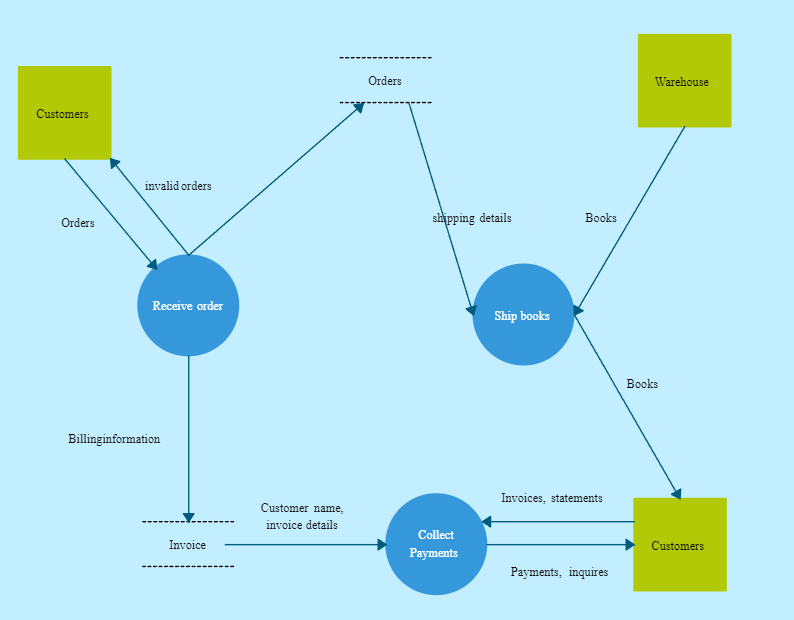 Orders
Warehouse
Customers
invalid orders
Orders
shipping details
Books
Receive order
Ship books
Books
Billinginformation
Customer name,
invoice details
Invoices, statements
Invoice
Collect
Payments
Customers
Payments, inquires